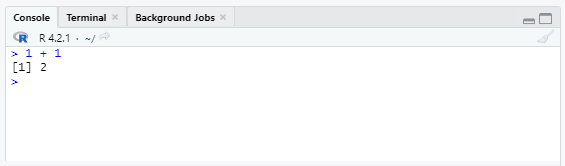 Console Terminal Background Jobs
R R 4.2.1 · ~/
> 1 + 1
[1] 2
>